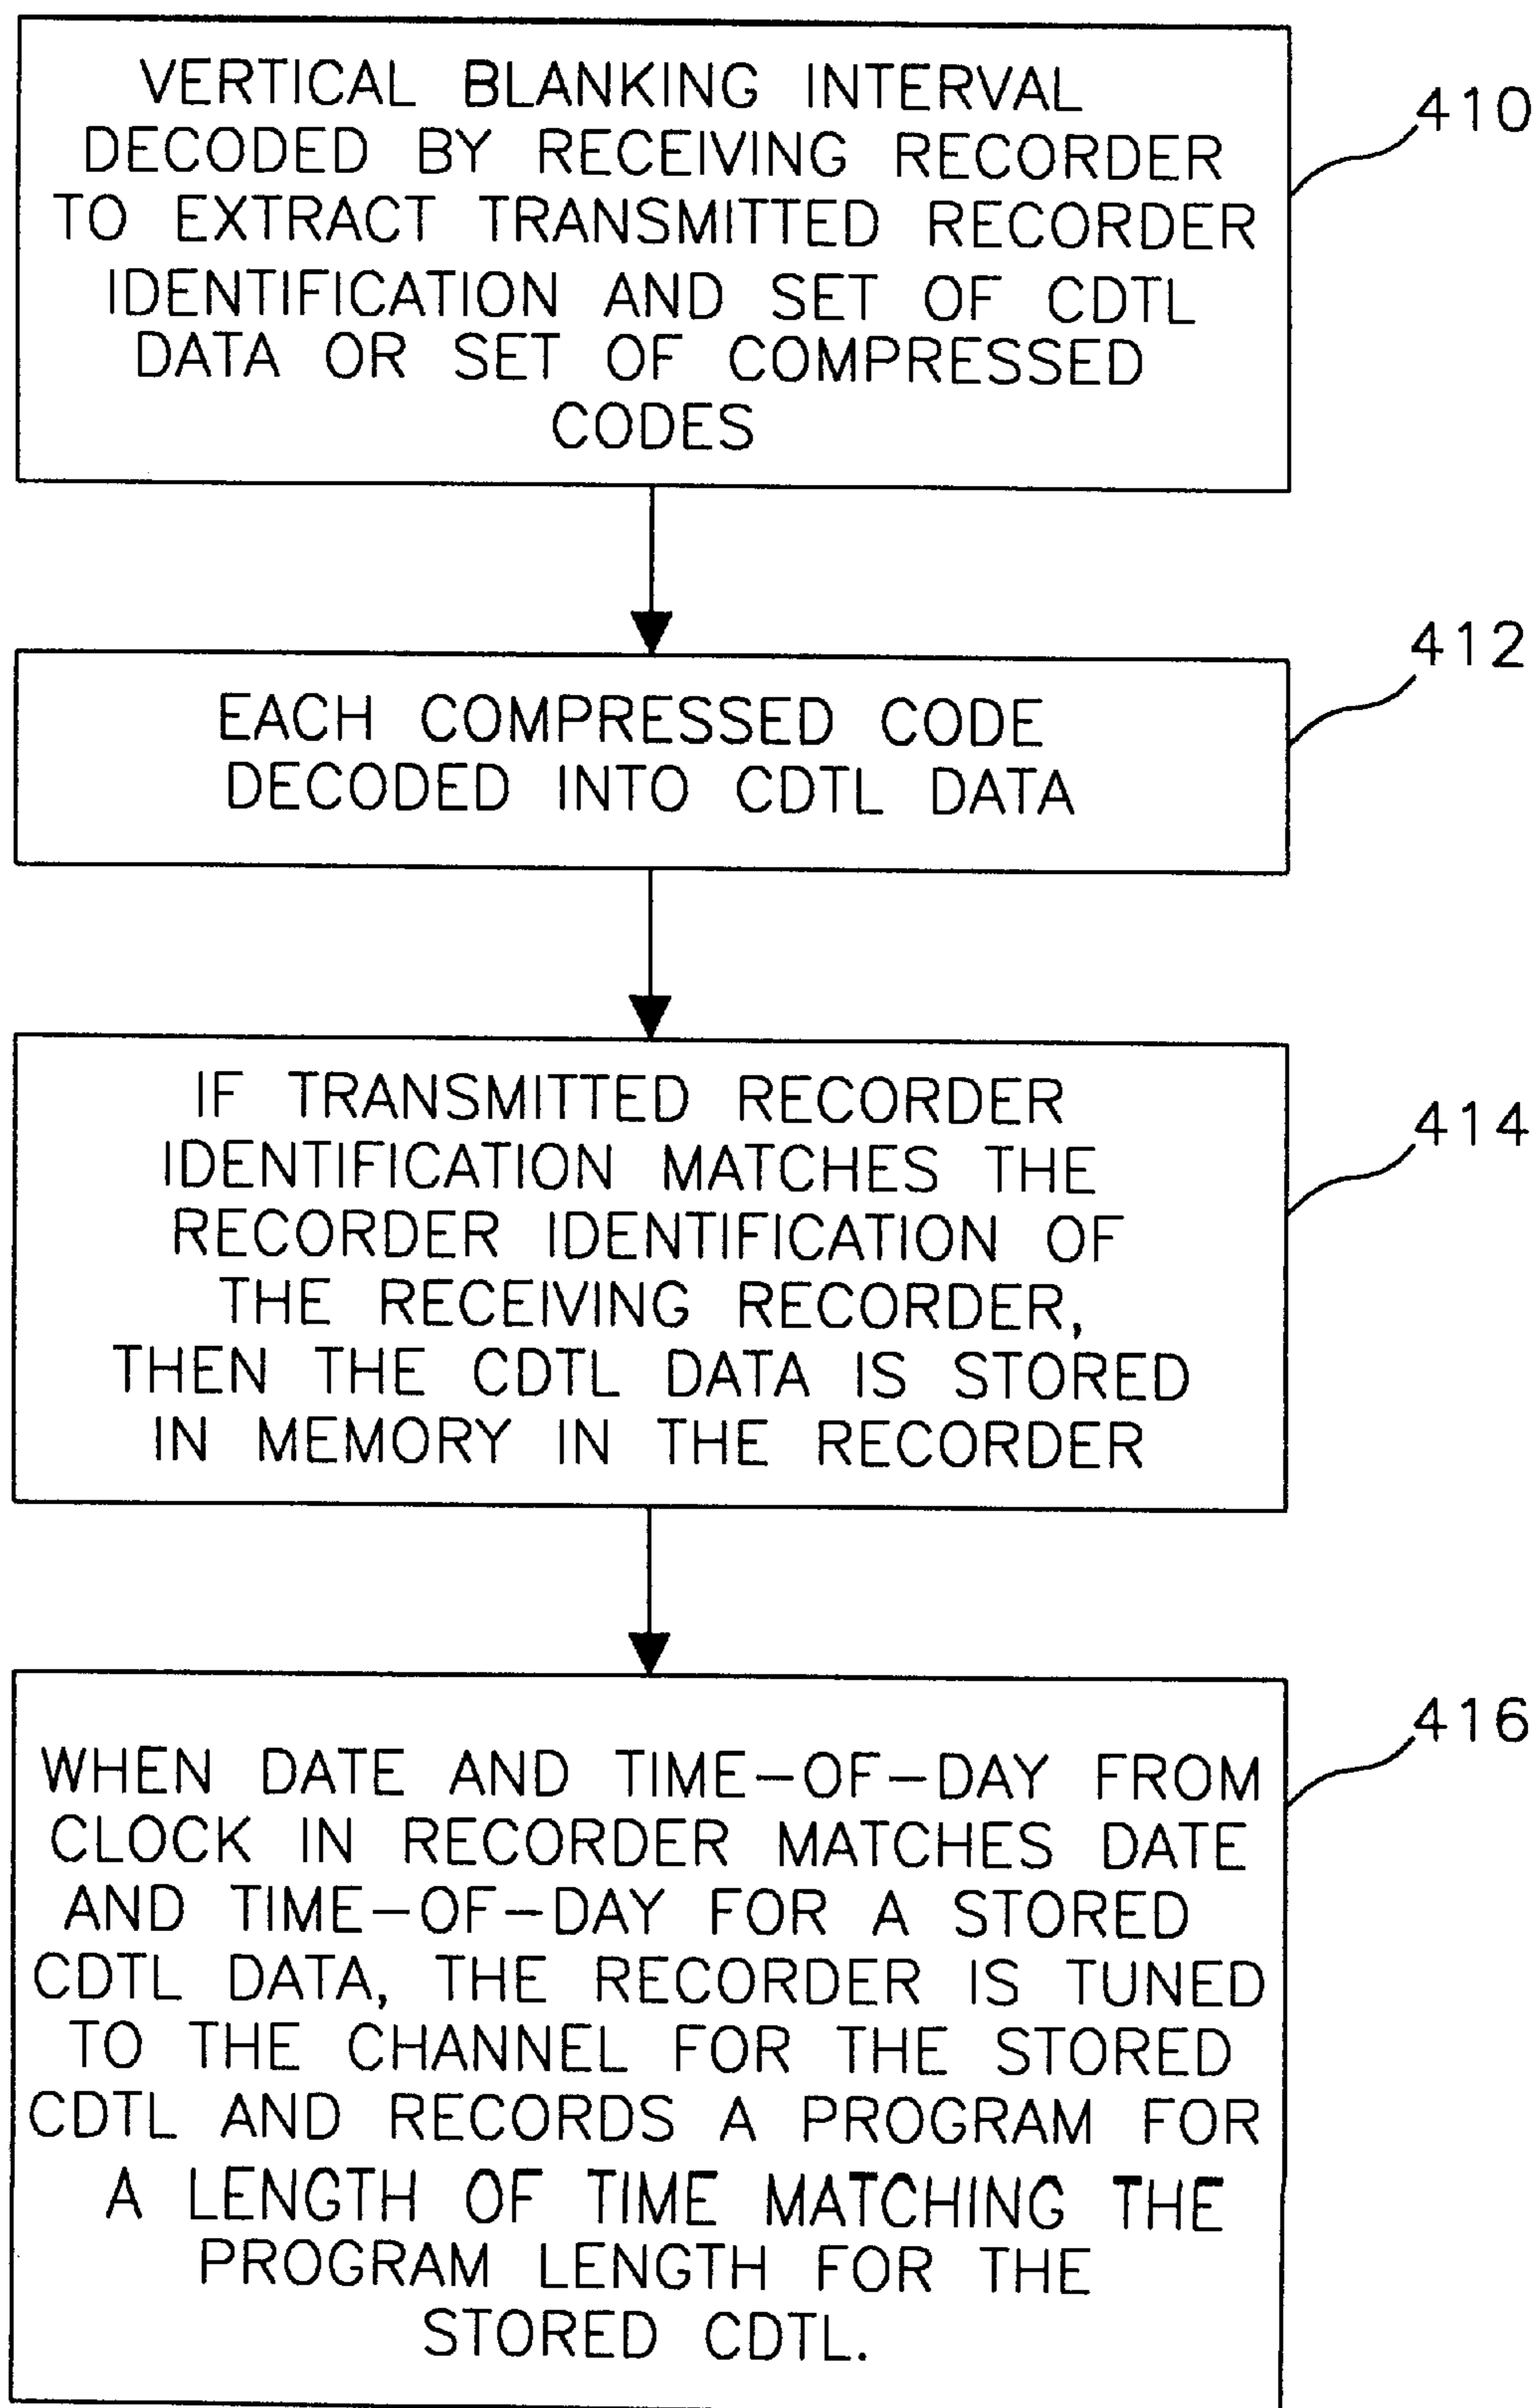 VERTICAL BLANKING INTERVAL
DECODED BY RECEIVING RECORDER
TO EXTRACT TRANSMITTED RECORDER
IDENTIFICATION AND SET OF CDTL
DATA OR SET OF COMPRESSED
CODES
410
EACH COMPRESSED CODE
DECODED INTO CDTL DATA
412
IF TRANSMITTED RECORDER
IDENTIFICATION MATCHES THE
RECORDER IDENTIFICATION OF
THE RECEIVING RECORDER,
THEN THE CDTL DATA IS STORED
IN MEMORY IN THE RECORDER
414
WHEN DATE AND TIME-OF-DAY FROM
CLOCK IN RECORDER MATCHES DATE
AND TIME-OF-DAY FOR A STORED
CDTL DATA, THE RECORDER IS TUNED
TO THE CHANNEL FOR THE STORED
CDTL AND RECORDS A PROGRAM FOR
A LENGTH OF TIME MATCHING THE
PROGRAM LENGTH FOR THE
STORED CDTL.
416